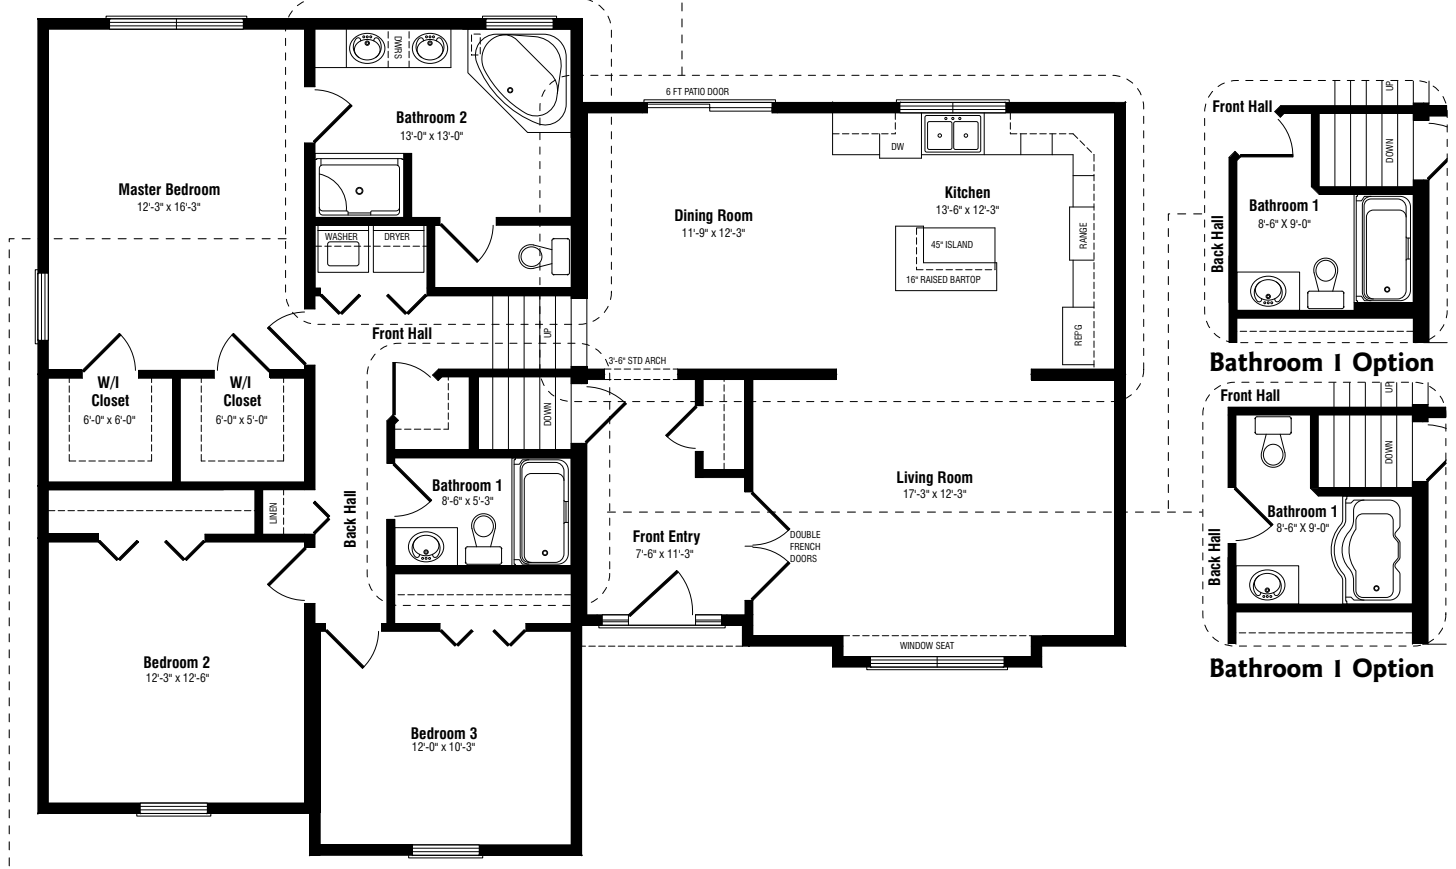 6 FT PATIO DOOR
DWRS
Bathroom 2
13'-0" x 13'-0"
DW
Master Bedroom
12'-3" x 16'-3"
Kitchen
13'-6" x 12'-3"
Dining Room
11'-9" x 12'-3"
WASHER
DRYER
45" ISLAND
16" RAISED BARTOP
RANGE
REFG
Front Hall
UP
3'-6" STD ARCH
W/I
Closet
6'-0" x 6'-0"
W/I
Closet
6'-0" x 5'-0"
DOWN
Bathroom 1
8'-6" x 5'-3"
Living Room
17'-3" x 12'-3"
LINEN
Back Hall
Front Entry
7'-6" x 11'-3"
DOUBLE
FRENCH
DOORS
WINDOW SEAT
Bedroom 2
12'-3" x 12'-6"
Bedroom 3
12'-0" x 10'-3"
UP
Front Hall
DOWN
Bathroom 1
8'-6" X 9'-0"
Back Hall
Bathroom 1 Option
UP
Front Hall
DOWN
Bathroom 1
8'-6" X 9'-0"
Back Hall
Bathroom 1 Option